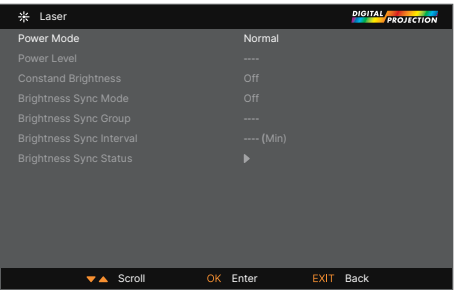 Laser
DIGITAL
PROJECTION
Power Mode Normal
Power Level ----
Constand Brightness Off
Brightness Sync Mode Off
Brightness Sync Group ----
Brightness Sync Interval ---- (Min)
Brightness Sync Status
Scroll OK Enter EXIT Back